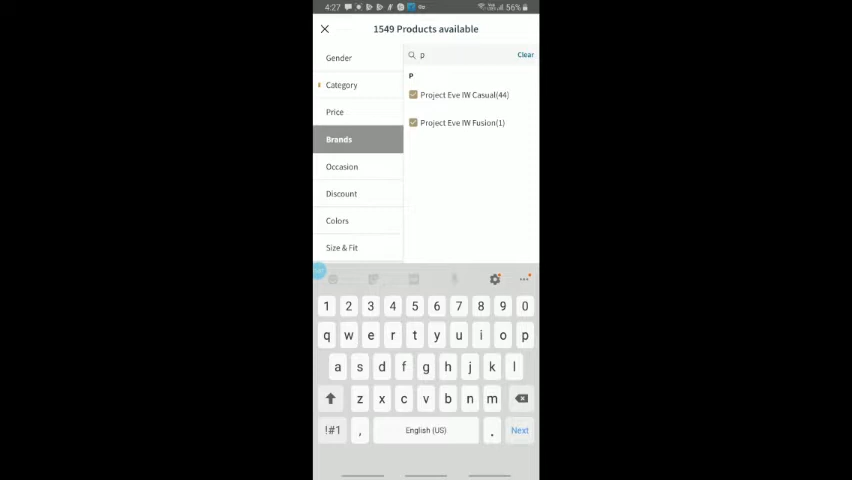 4:27
56%
1549 Products available
Gender
p
Clear
P
Category
Project Eve IW Casual(44)
Price
Project Eve IW Fusion(1)
Brands
Occasion
Discount
Colors
Size & Fit
1 2 3 4 5 6 7 8 9 0
q w e r t y u i o p
a s d f g h j k l
z x c v b n m
!#1 , English (US) . Next